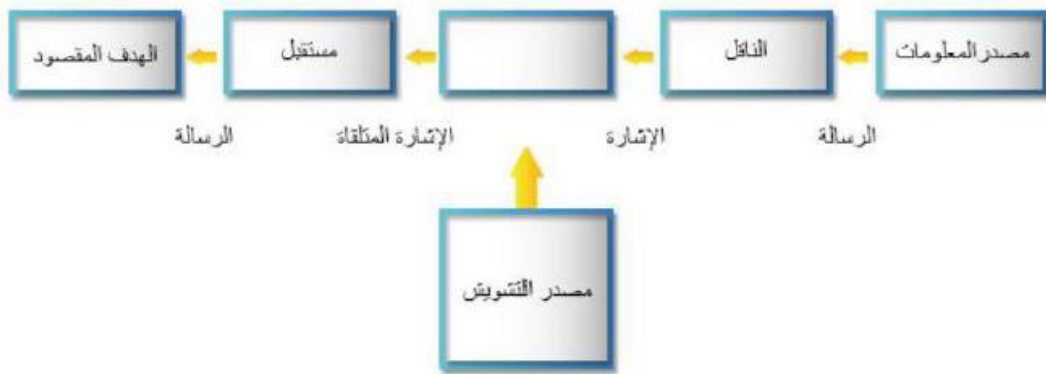 مصدر المعلومات
الناقل
مستقبل
الهدف المقصود
الرسالة
الإشارة
الإشارة المتلقاة
الرسالة
مصدر التشويش